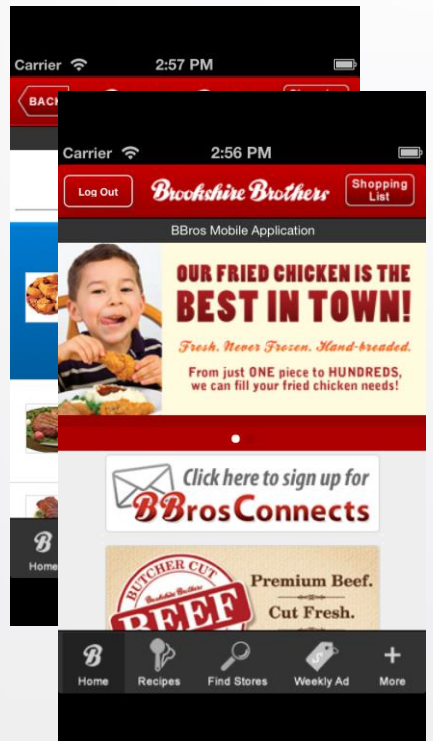 Carrier 2:57 PM
BACK
B
Home
Carrier 2:56 PM
Log Out
Brookshire Brothers
Shopping
List
BBros Mobile Application
OUR FRIED CHICKEN IS THE
BEST IN TOWN!
Fresh. Never Frozen. Hand-breaded.
From just ONE piece to HUNDREDS,
we can fill your fried chicken needs!
Click here to sign up for
BBrosConnects
BUTCHER CUT
Brookshire Brothers
BEEF
Premium Beef.
Cut Fresh.
B
Home Recipes Find Stores Weekly Ad More